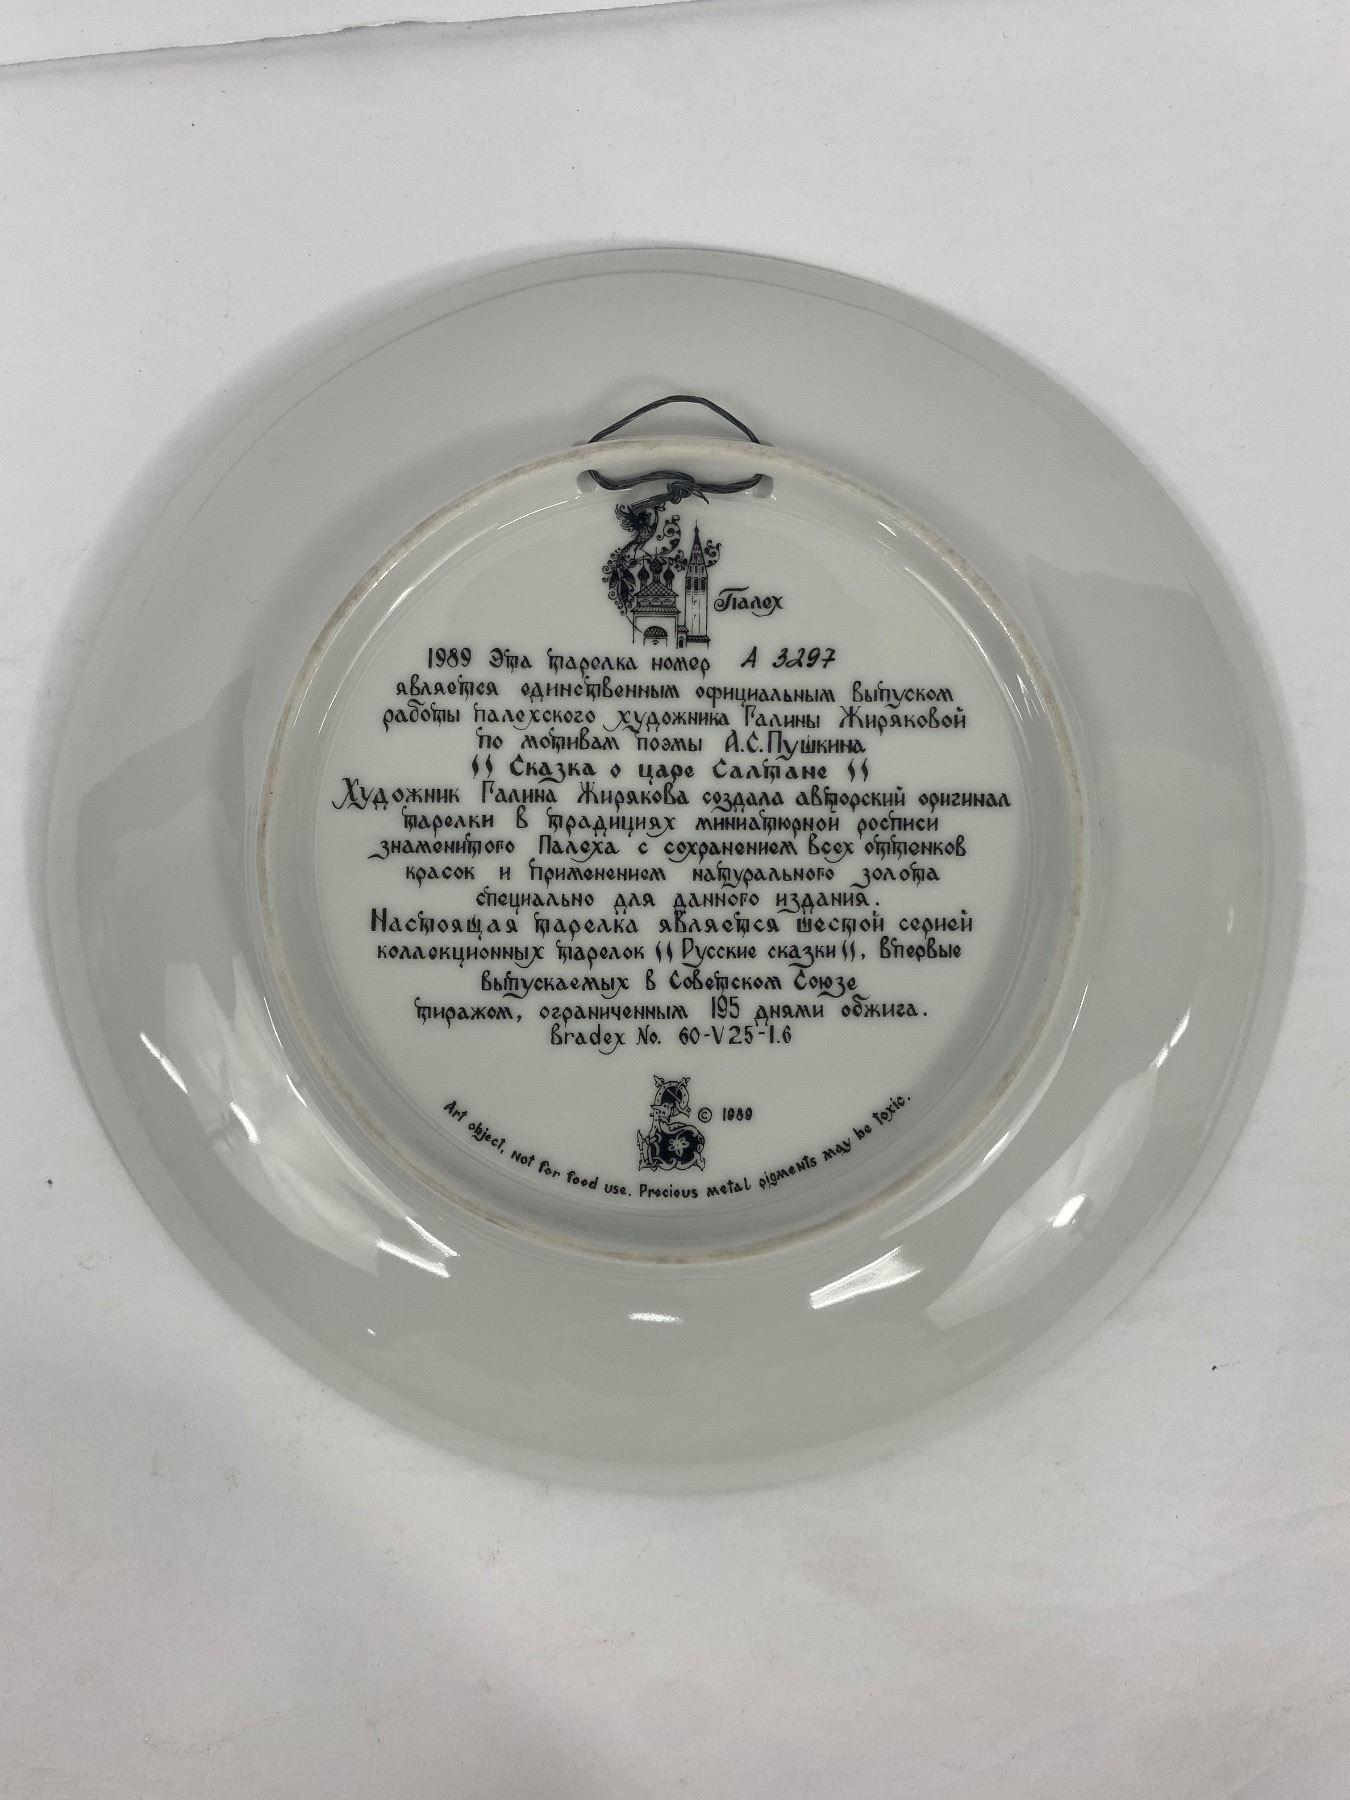 Палех
1989 Эта тарелка номер А 3297
является единственным официальным выпуском
работы палехского художника Галины Жиряковой
по мотивам поэмы А.С.Пушкина
"Сказка о царе Салтане"
Художник Галина Жирякова создала авторский оригинал
тарелки в традициях миниатюрной росписи
знаменитого Палеха с сохранением всех оттенков
красок и применением натурального золота
специально для данного издания.
Настоящая тарелка является шестой серией
коллекционных тарелок "Русские сказки", впервые
выпускаемых в Советском Союзе
тиражом, ограниченным 195 днями обжига.
Bradex No. 60-V25-1.6
© 1989
Art object, not for food use. Precious metal pigments may be toxic.